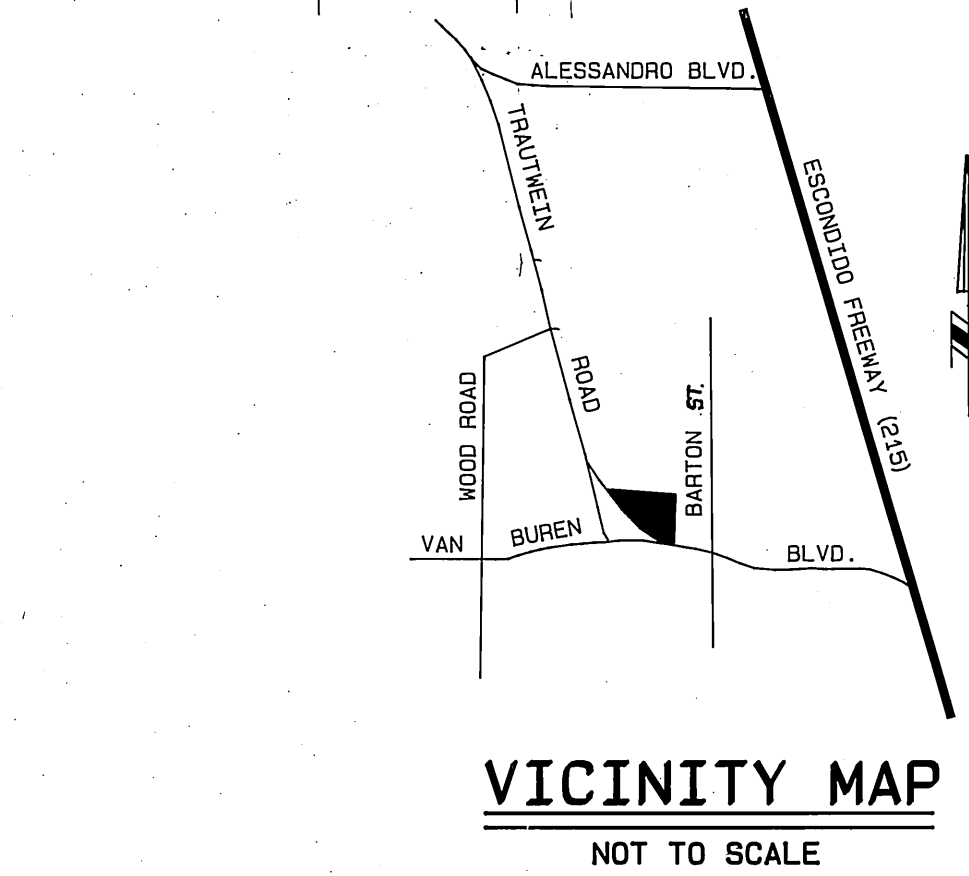 ALESSANDRO BLVD.
TRAUTWEIN
ROAD
ESCONDIDO FREEWAY (215)
WOOD ROAD
BARTON ST.
VAN
BUREN
BLVD.
VICINITY MAP
NOT TO SCALE